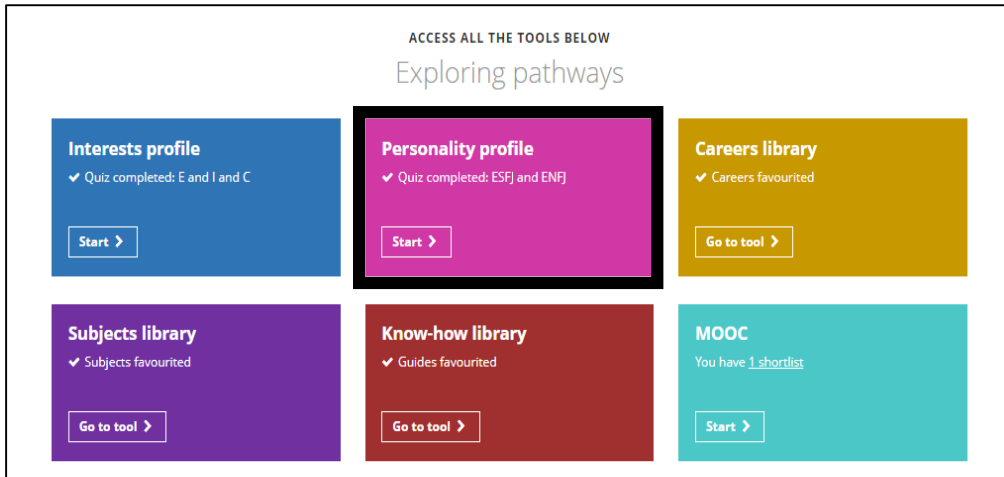 ACCESS ALL THE TOOLS BELOW
Exploring pathways
Interests profile
✔ Quiz completed: E and I and C
Start ❯
Personality profile
✔ Quiz completed: ESFJ and ENFJ
Start ❯
Careers library
✔ Careers favourited
Go to tool ❯
Subjects library
✔ Subjects favourited
Go to tool ❯
Know-how library
✔ Guides favourited
Go to tool ❯
MOOC
You have 1 shortlist
Start ❯